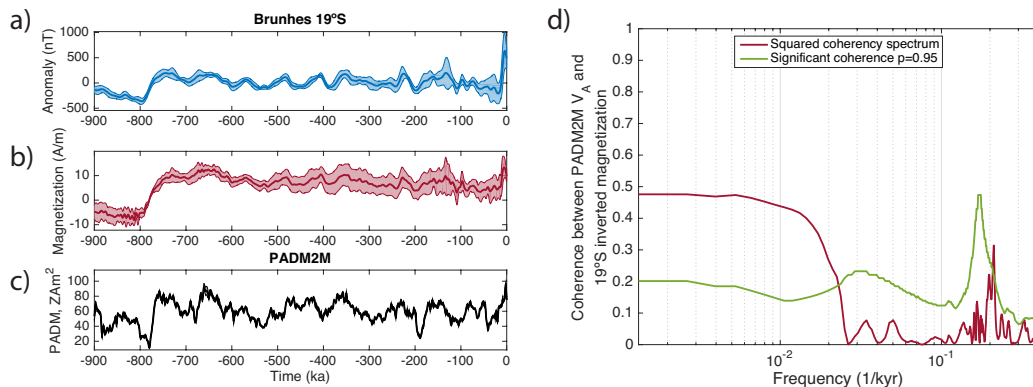 a)
Brunhes 19ºS
Anomaly (nT)
1000
500
0
-500
-900 -800 -700 -600 -500 -400 -300 -200 -100 0
Time (ka)
b)
Magnetization (A/m)
10
0
-10
-900 -800 -700 -600 -500 -400 -300 -200 -100 0
c)
PADM2M
PADM, ZAm²
100
80
60
40
20
-900 -800 -700 -600 -500 -400 -300 -200 -100 0
Time (ka)
d)
Coherence between PADM2M V_A and
19ºS inverted magnetization
1
0.9
0.8
0.7
0.6
0.5
0.4
0.3
0.2
0.1
0
Squared coherency spectrum
Significant coherence p=0.95
10⁻² 10⁻¹
Frequency (1/kyr)